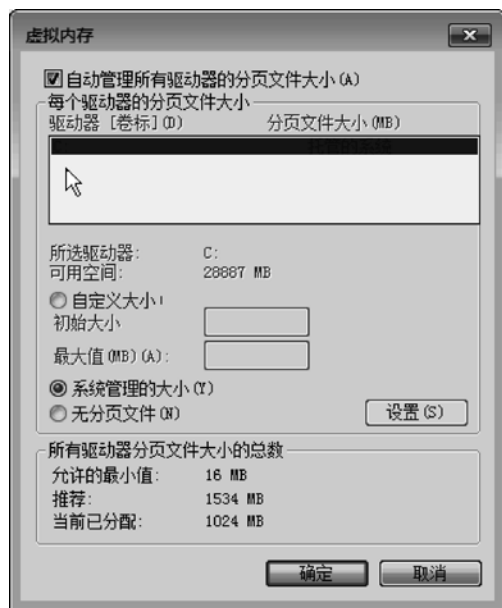 虚拟内存
自动管理所有驱动器的分页文件大小(A)
每个驱动器的分页文件大小
驱动器 [卷标](D) 分页文件大小(MB)
C: 托管的系统
所选驱动器: C:
可用空间: 28887 MB
自定义大小:
初始大小
最大值(MB)(A):
系统管理的大小(Y)
无分页文件(N) 设置(S)
所有驱动器分页文件大小的总数
允许的最小值: 16 MB
推荐: 1534 MB
当前已分配: 1024 MB
确定 取消